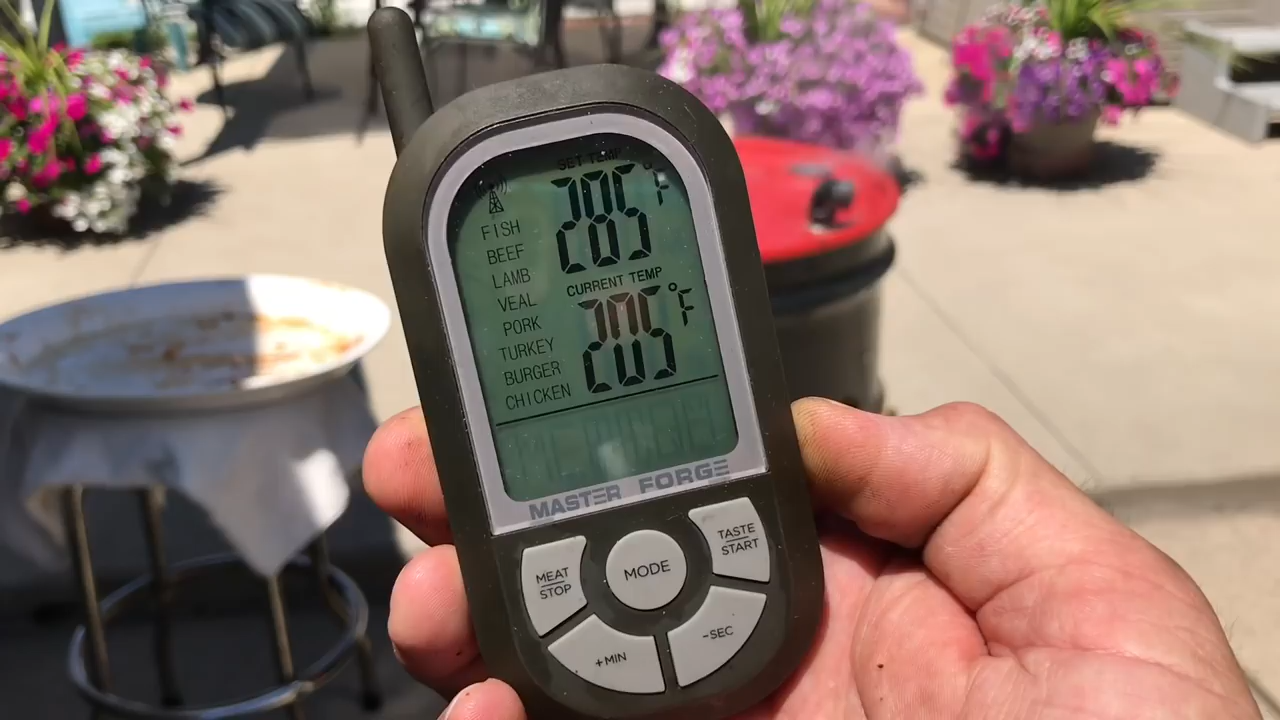 SET TEMP
205°F
FISH
BEEF
LAMB
VEAL
PORK
TURKEY
BURGER
CHICKEN
CURRENT TEMP
205°F
MASTER FORGE
MEAT
STOP
MODE
TASTE
START
+MIN
-SEC